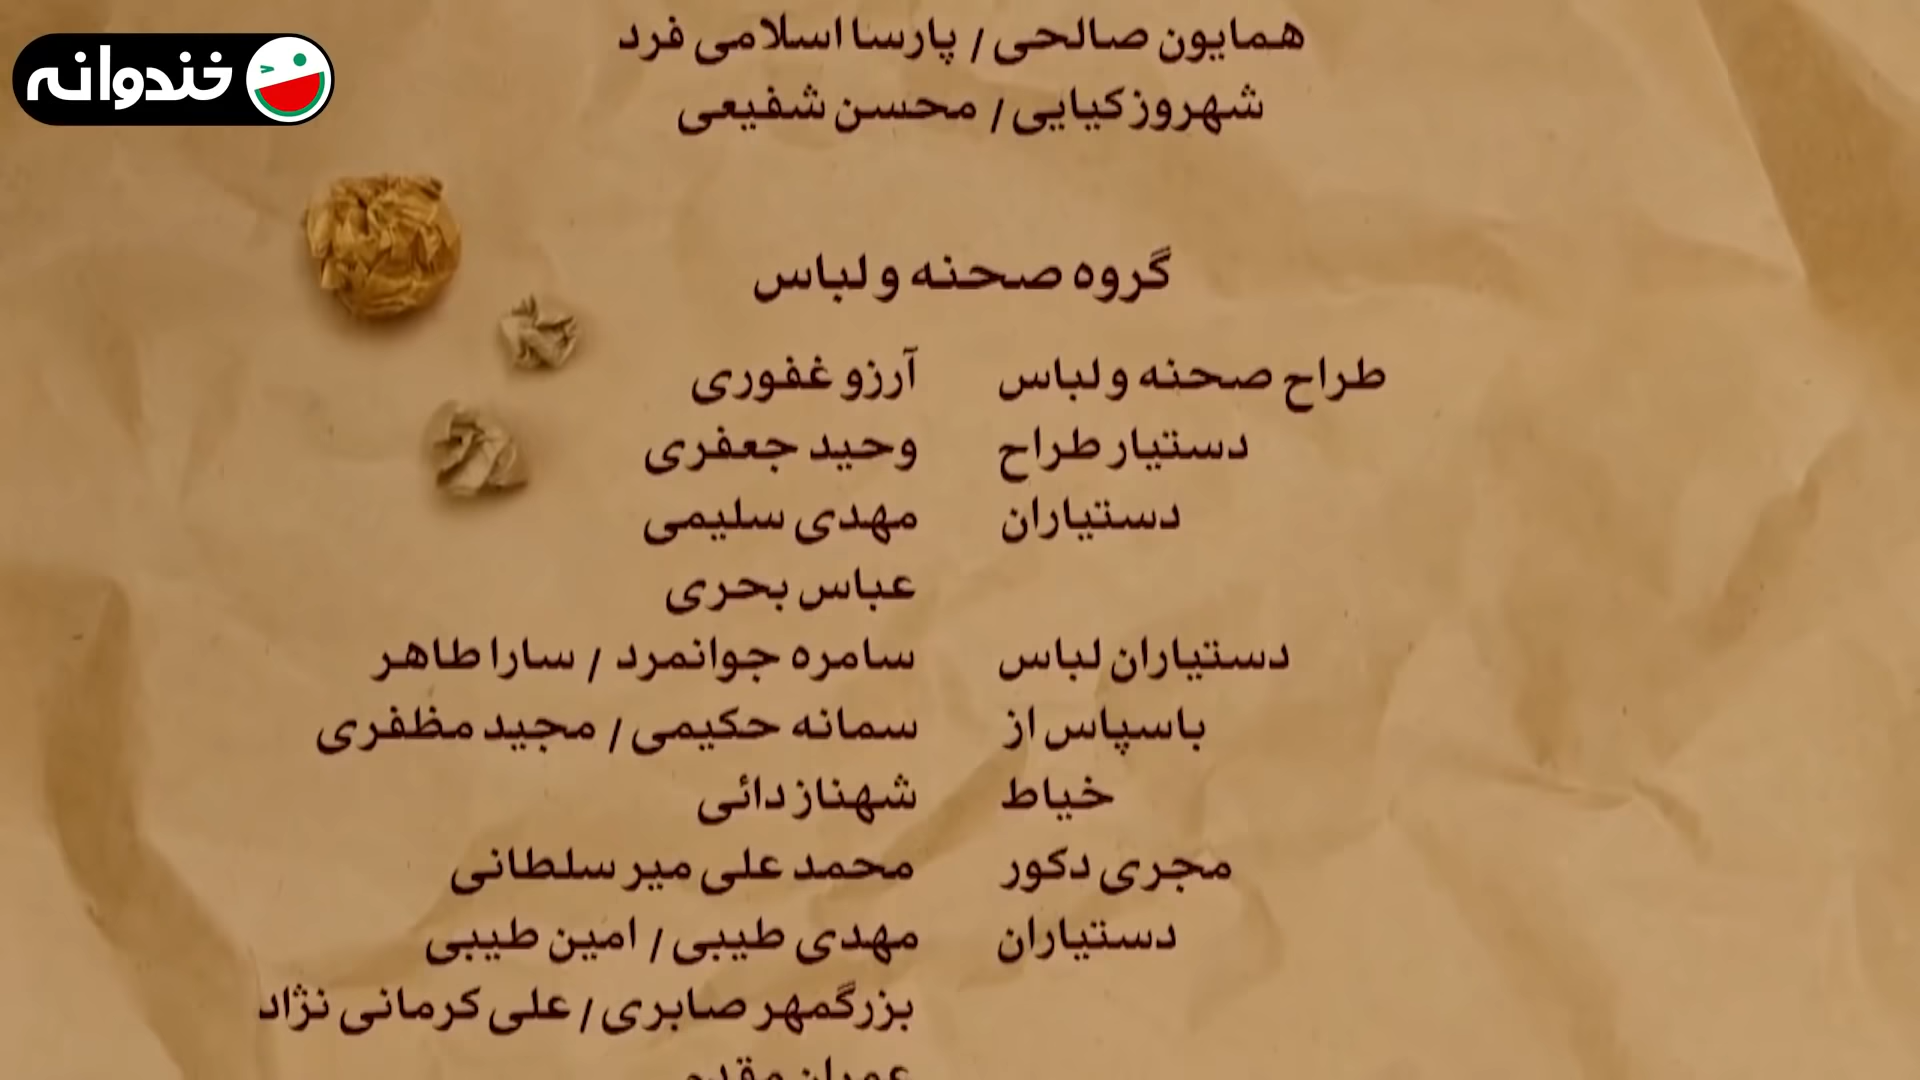 خندوانه
همایون صالحی / پارسا اسلامی فرد
شهروز کیایی / محسن شفیعی
گروه صحنه و لباس
طراح صحنه و لباس آرزو غفوری
دستیار طراح وحید جعفری
دستیاران مهدی سلیمی
عباس بحری
دستیاران لباس سامره جوانمرد / سارا طاهر
باسپاس از سمانه حکیمی / مجید مظفری
خیاط شهناز دائی
مجری دکور محمد علی میر سلطانی
دستیاران مهدی طیبی / امین طیبی
بزرگمهر صابری / علی کرمانی نژاد